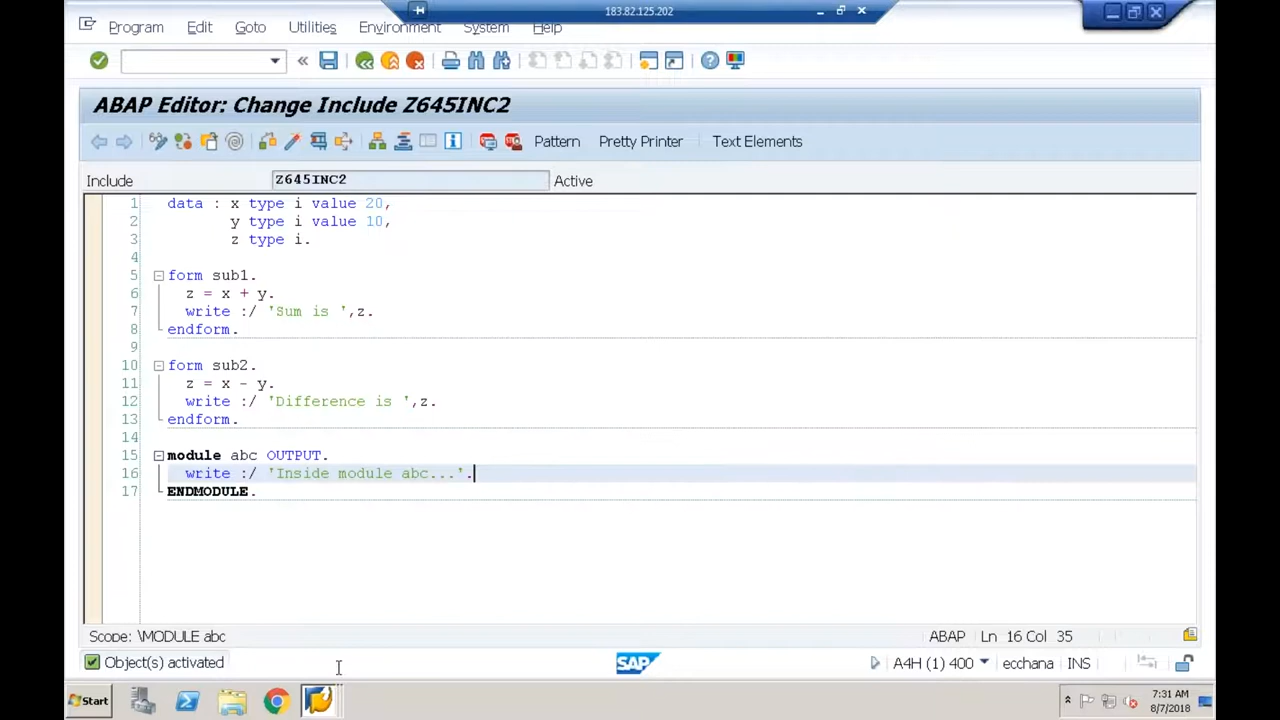 183.82.125.202
Program Edit Goto Utilities Environment System Help
ABAP Editor: Change Include Z645INC2
Pattern Pretty Printer Text Elements
Include Z645INC2 Active
1 data : x type i value 20,
2 y type i value 10,
3 z type i.
4
5 form sub1.
6 z = x + y.
7 write :/ 'Sum is ',z.
8 endform.
9
10 form sub2.
11 z = x - y.
12 write :/ 'Difference is ',z.
13 endform.
14
15 module abc OUTPUT.
16 write :/ 'Inside module abc...'.
17 ENDMODULE.
Scope: \MODULE abc ABAP Ln 16 Col 35
Object(s) activated SAP A4H (1) 400 ecchana INS
Start 7:31 AM
8/7/2018